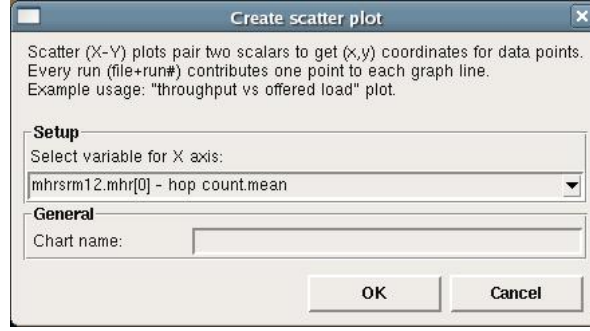 Create scatter plot
Scatter (X-Y) plots pair two scalars to get (x,y) coordinates for data points.
Every run (file+run#) contributes one point to each graph line.
Example usage: "throughput vs offered load" plot.
Setup
Select variable for X axis:
mhrsrm12.mhr[0] - hop count.mean
General
Chart name:
OK Cancel